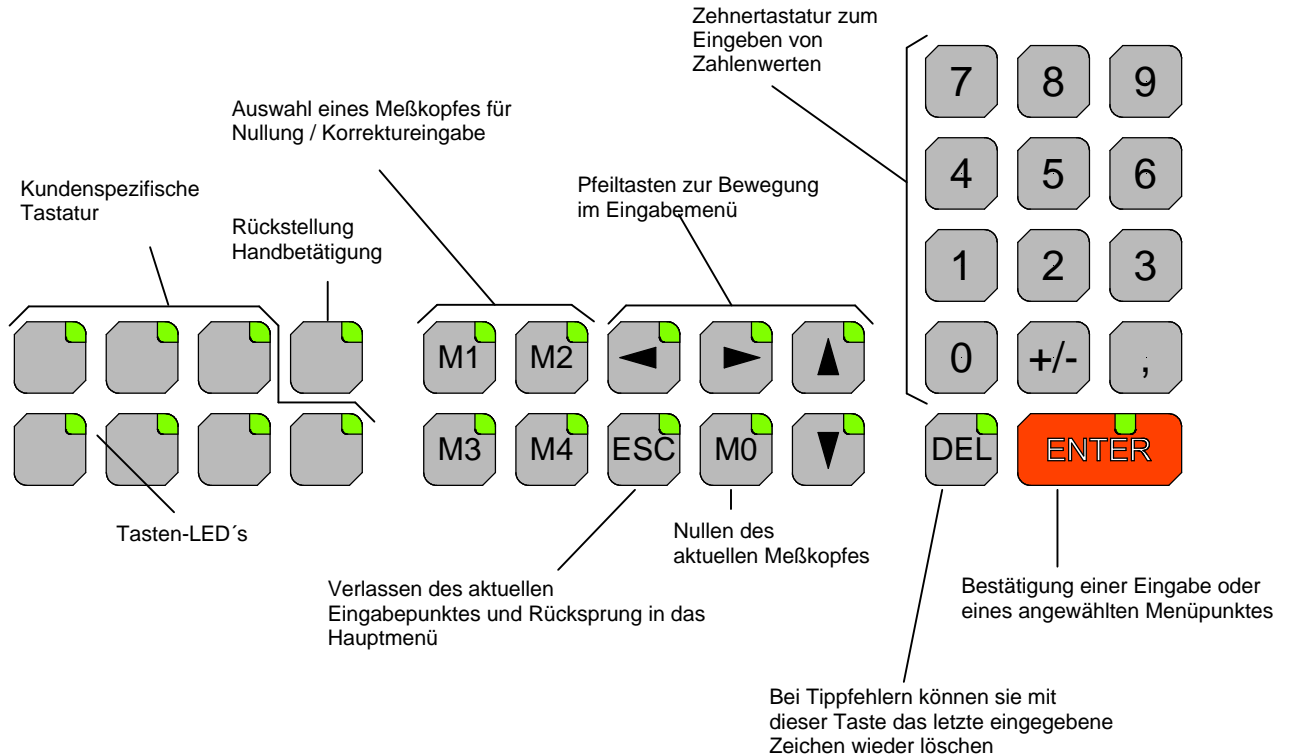 Zehnertastatur zum
Eingeben von
Zahlenwerten
Auswahl eines Meßkopfes für
Nullung / Korrektureingabe
Kundenspezifische
Tastatur
Rückstellung
Handbetätigung
Pfeiltasten zur Bewegung
im Eingabemenü
7 8 9
4 5 6
1 2 3
0 +/- ,
M1 M2
M3 M4 ESC M0
DEL ENTER
Tasten-LED´s
Nullen des
aktuellen Meßkopfes
Verlassen des aktuellen
Eingabepunktes und Rücksprung in das
Hauptmenü
Bestätigung einer Eingabe oder
eines angewählten Menüpunktes
Bei Tippfehlern können sie mit
dieser Taste das letzte eingegebene
Zeichen wieder löschen